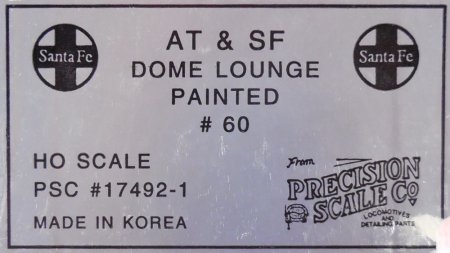 Santa Fe
AT & SF
Santa Fe
DOME LOUNGE
PAINTED
# 60
HO SCALE
PSC #17492-1
MADE IN KOREA
From
PRECISION
SCALE Co
LOCOMOTIVES
AND
DETAILING PARTS